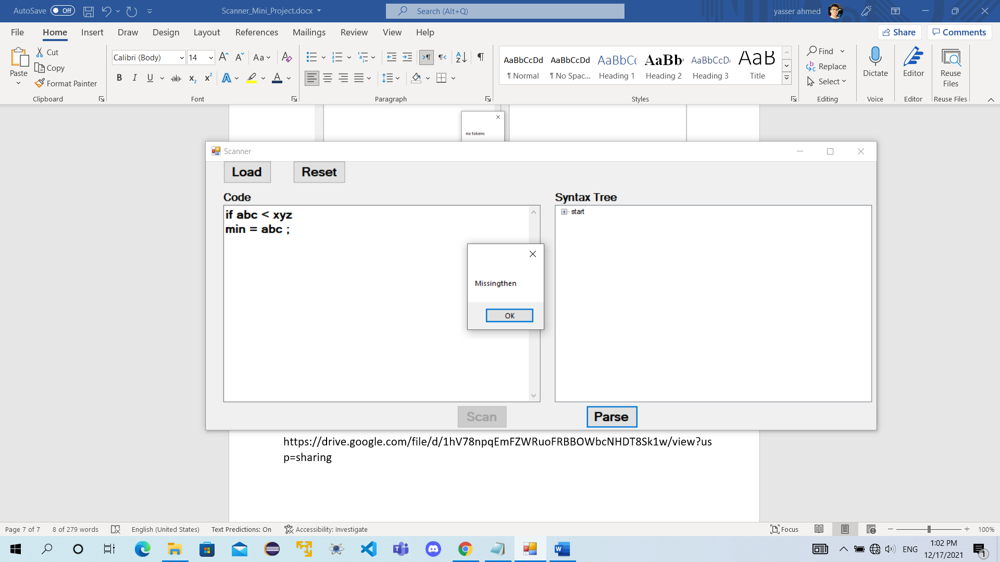 AutoSave Off
Scanner_Mini_Project.docx
Search (Alt+Q)
yasser ahmed
File Home Insert Draw Design Layout References Mailings Review View Help
Share Comments
Paste
Cut
Copy
Format Painter
Clipboard
Calibri (Body) 14
Font
Paragraph
AaBbCcDd AaBbCcDd AaBbCc AaBb AaBbCcD AaB
¶ Normal ¶ No Spac... Heading 1 Heading 2 Heading 3 Title
Styles
Find
Replace
Select
Editing
Dictate
Voice
Editor
Editor
Reuse
Files
Reuse Files
no tokens
Scanner
Load Reset
Code
if abc < xyz
min = abc ;
Syntax Tree
start
Missingthen
OK
Scan Parse
https://drive.google.com/file/d/1hV78npqEmFZWRuoFRBBOWbcNHDT8Sk1w/view?us
p=sharing
Page 7 of 7 8 of 279 words English (United States) Text Predictions: On Accessibility: Investigate
Focus 100%
ENG
1:02 PM
12/17/2021
1